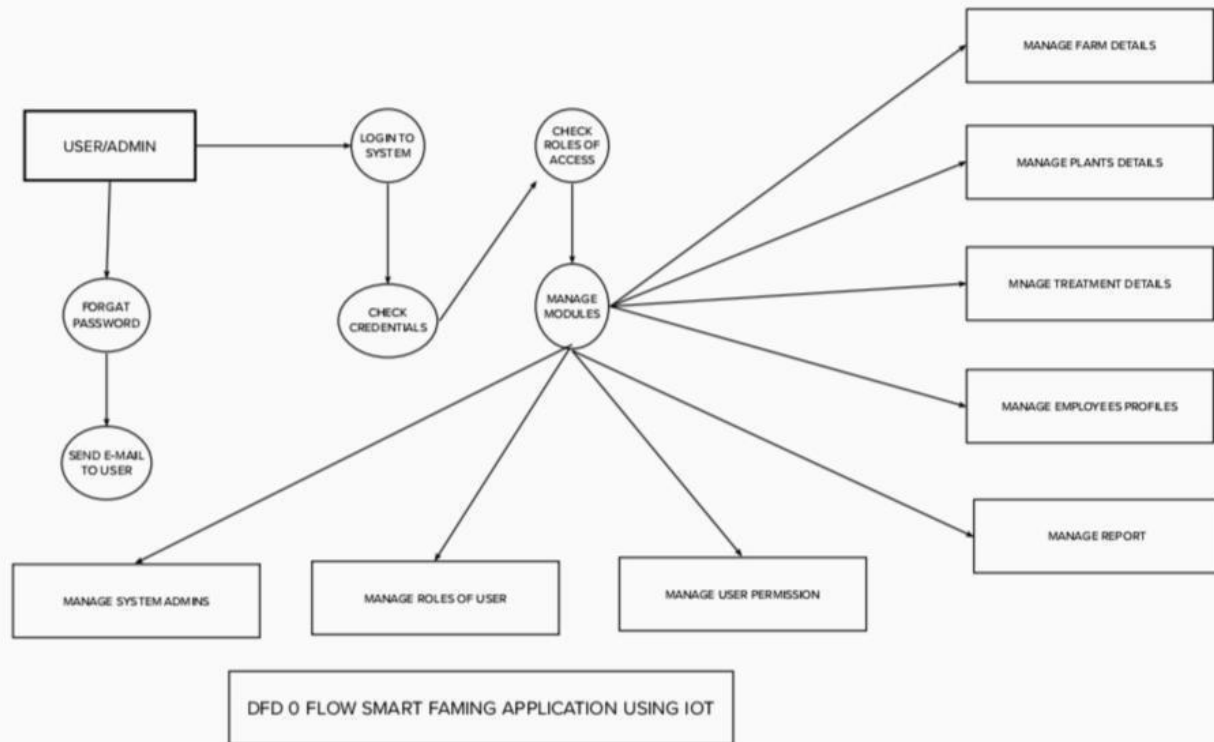 MANAGE FARM DETAILS
USER/ADMIN
LOGIN TO
SYSTEM
CHECK
ROLES OF
ACCESS
MANAGE PLANTS DETAILS
FORGAT
PASSWORD
CHECK
CREDENTIALS
MANAGE
MODULES
MNAGE TREATMENT DETAILS
MANAGE EMPLOYEES PROFILES
SEND E-MAIL
TO USER
MANAGE REPORT
MANAGE SYSTEM ADMINS
MANAGE ROLES OF USER
MANAGE USER PERMISSION
DFD 0 FLOW SMART FAMING APPLICATION USING IOT